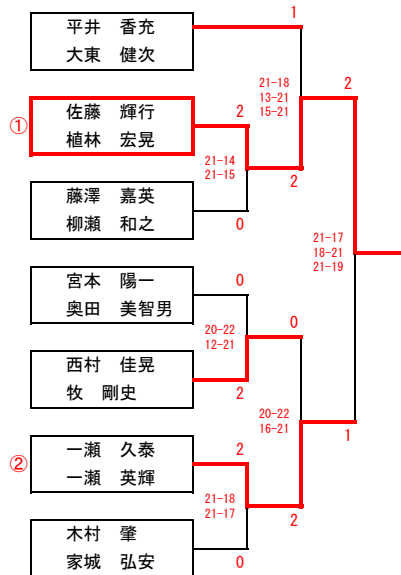 1
平井 香充
大東 健次
21-18
13-21
15-21
2
①
佐藤 輝行
植林 宏晃
2
21-14
21-15
2
藤澤 嘉英
柳瀬 和之
0
21-17
18-21
21-19
宮本 陽一
奥田 美智男
0
20-22
12-21
0
西村 佳晃
牧 剛史
2
20-22
16-21
1
②
一瀬 久泰
一瀬 英輝
2
21-18
21-17
2
木村 肇
家城 弘安
0